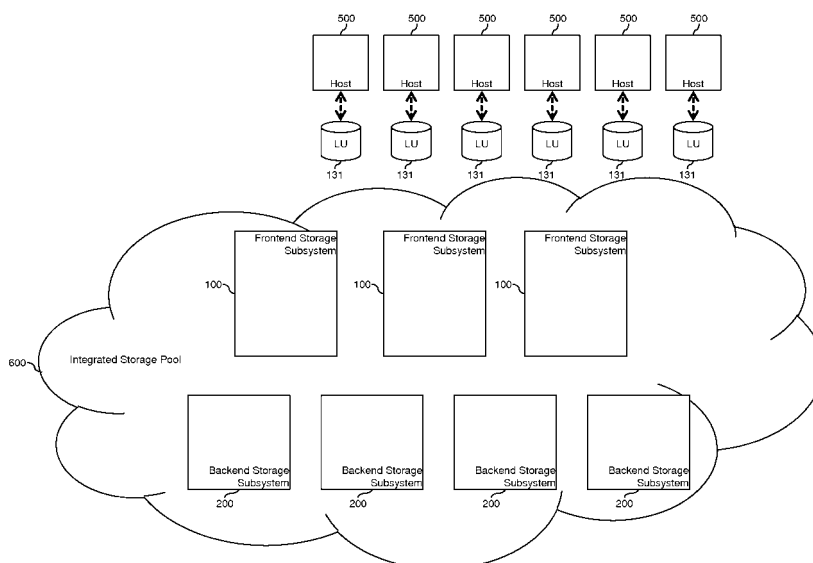 500 500 500 500 500 500
Host Host Host Host Host Host
LU LU LU LU LU LU
131 131 131 131 131 131
Frontend Storage Subsystem Frontend Storage Subsystem Frontend Storage Subsystem
100 100 100
600 Integrated Storage Pool
Backend Storage Subsystem Backend Storage Subsystem Backend Storage Subsystem Backend Storage Subsystem
200 200 200 200